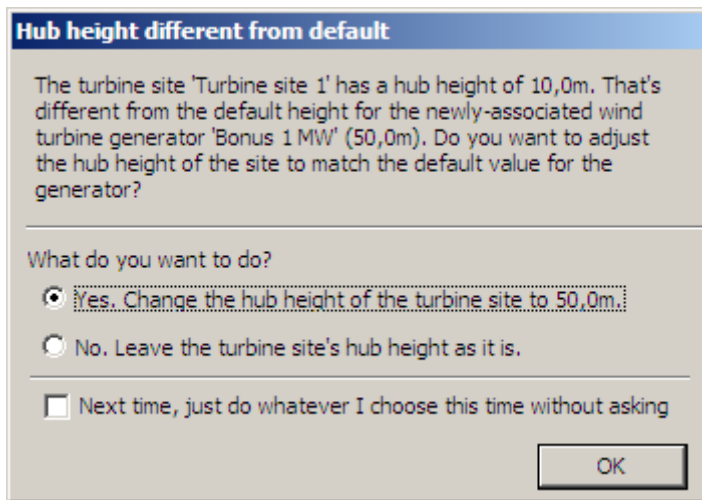 Hub height different from default
The turbine site 'Turbine site 1' has a hub height of 10,0m. That's
different from the default height for the newly-associated wind
turbine generator 'Bonus 1 MW' (50,0m). Do you want to adjust
the hub height of the site to match the default value for the
generator?
What do you want to do?
Yes. Change the hub height of the turbine site to 50,0m.
No. Leave the turbine site's hub height as it is.
Next time, just do whatever I choose this time without asking
OK